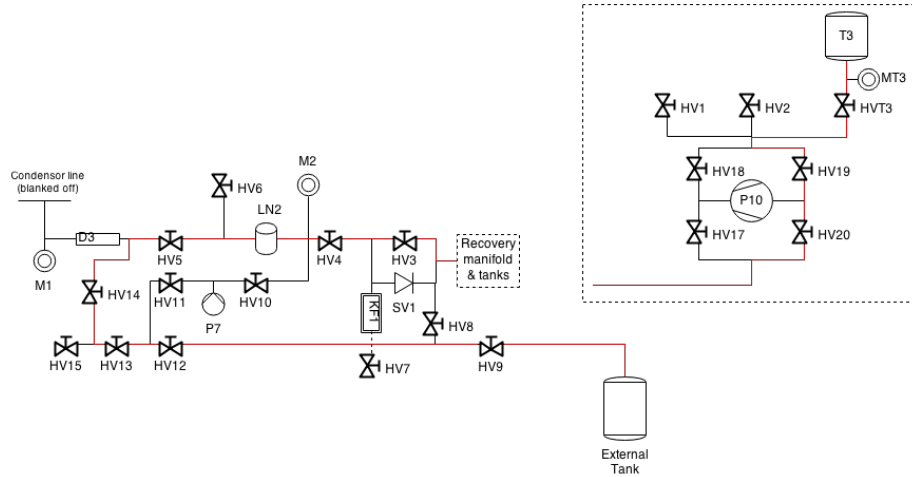 T3
MT3
HV1
HV2
HVT3
M2
Condensor line
(blanked off)
HV6
HV18
HV19
P10
LN2
D3
HV17
HV20
Recovery
manifold
& tanks
M1
HV5
HV4
HV3
HV14
HV11
HV10
SV1
KF1
P7
HV8
HV15
HV13
HV12
HV7
HV9
External
Tank